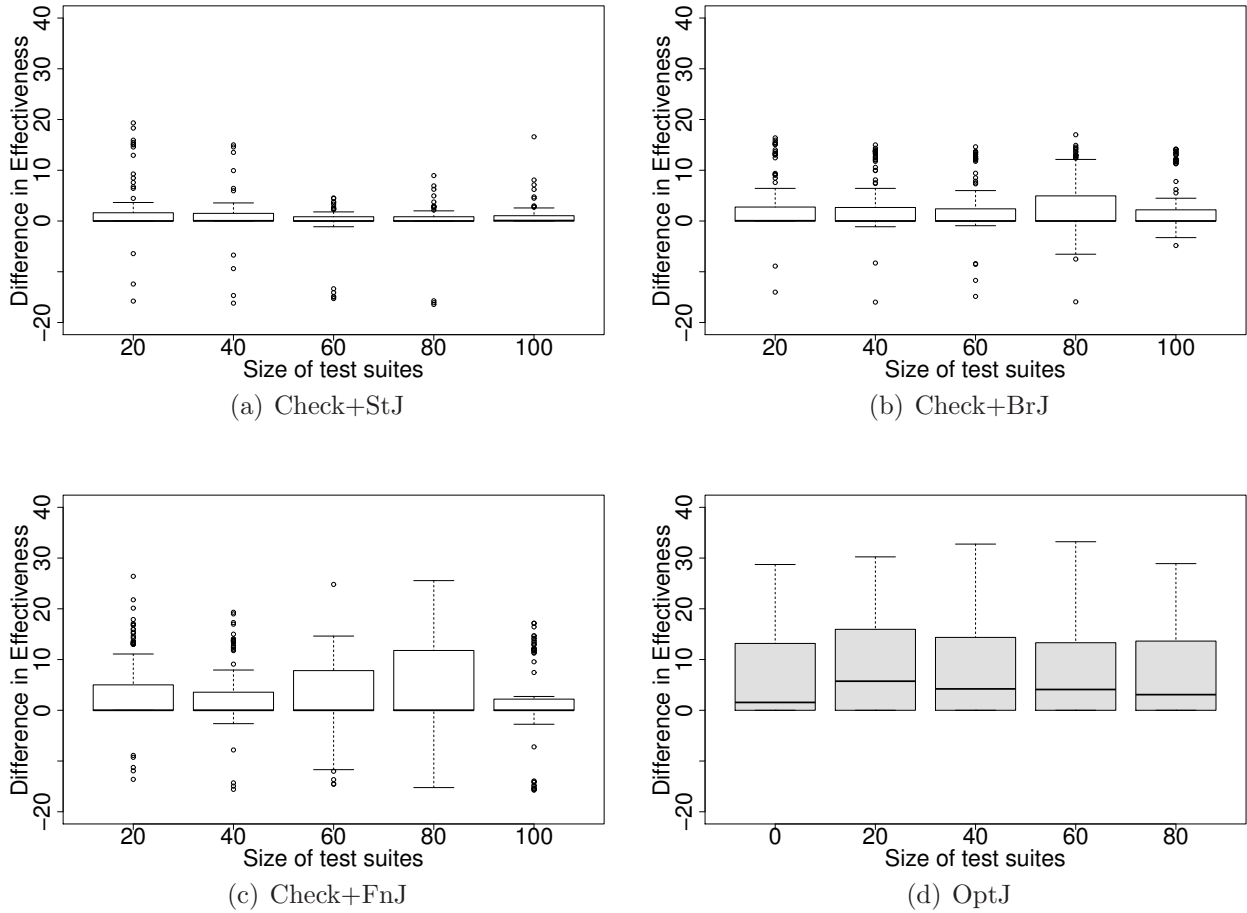 Difference in Effectiveness
−20 0 10 20 30 40
20 40 60 80 100
Size of test suites
(a) Check+StJ
Difference in Effectiveness
−20 0 10 20 30 40
20 40 60 80 100
Size of test suites
(b) Check+BrJ
Difference in Effectiveness
−20 0 10 20 30 40
20 40 60 80 100
Size of test suites
(c) Check+FnJ
Difference in Effectiveness
−20 0 10 20 30 40
0 20 40 60 80
Size of test suites
(d) OptJ